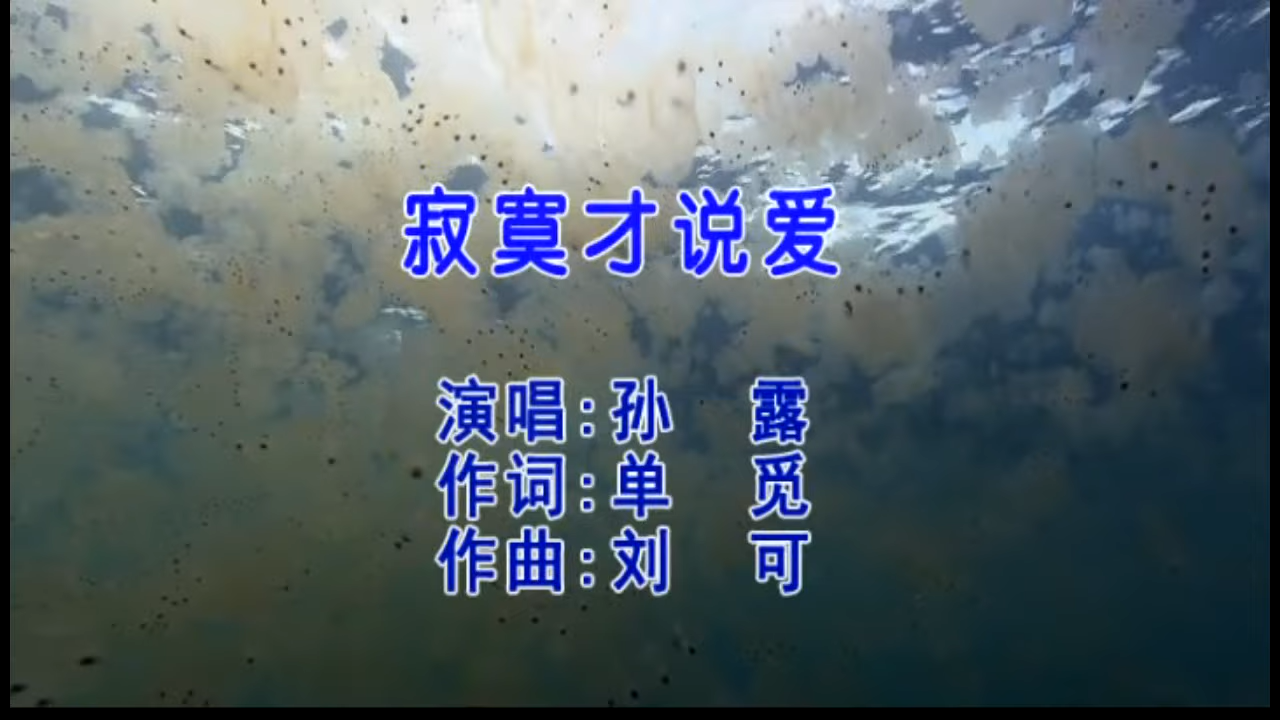 寂寞才说爱
演唱:孙 露
作词:单 觅
作曲:刘 可